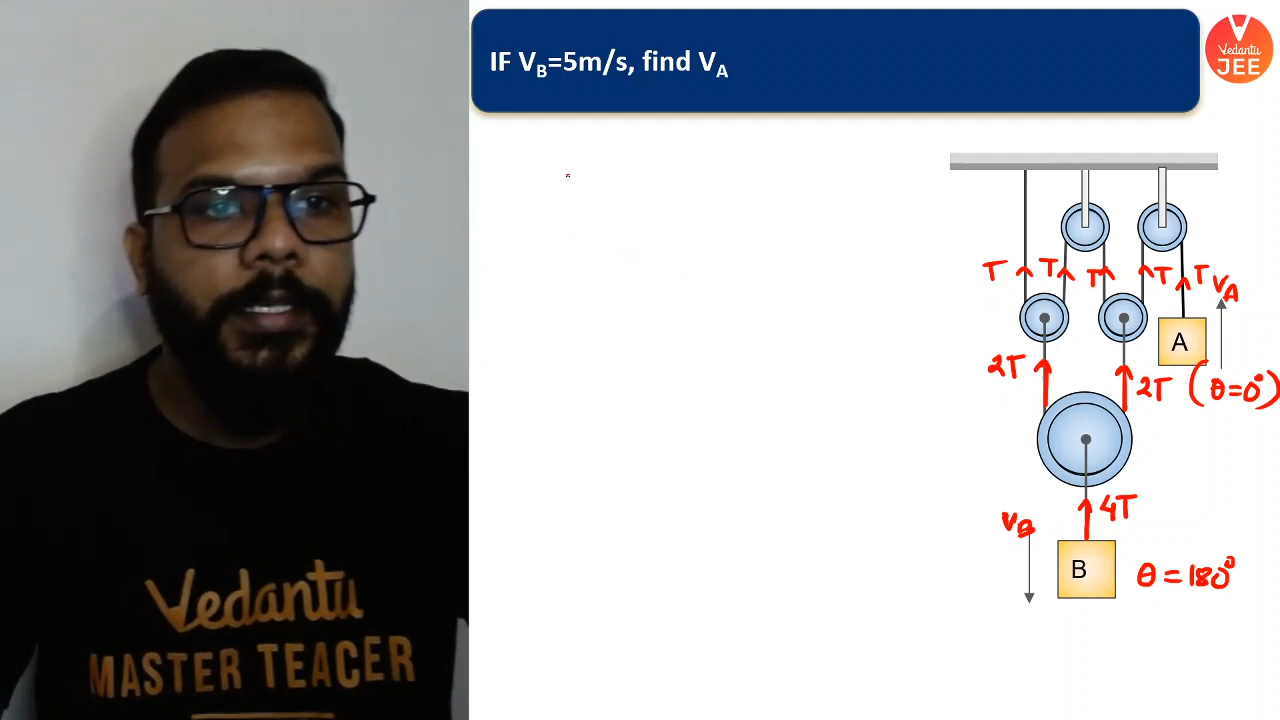 IF VB=5m/s, find VA
Vedantu
JEE
T T T T T
VA
A
2T 2T (θ=0°)
4T
VB
B θ = 180°
Vedantu
MASTER TEACER